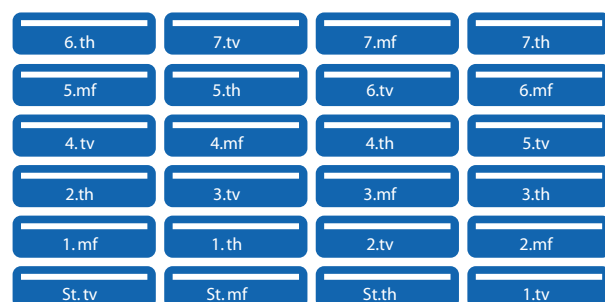 6. th 7.tv 7.mf 7.th
5.mf 5.th 6.tv 6.mf
4. tv 4.mf 4.th 5.tv
2.th 3.tv 3.mf 3.th
1. mf 1. th 2.tv 2.mf
St. tv St. mf St.th 1.tv